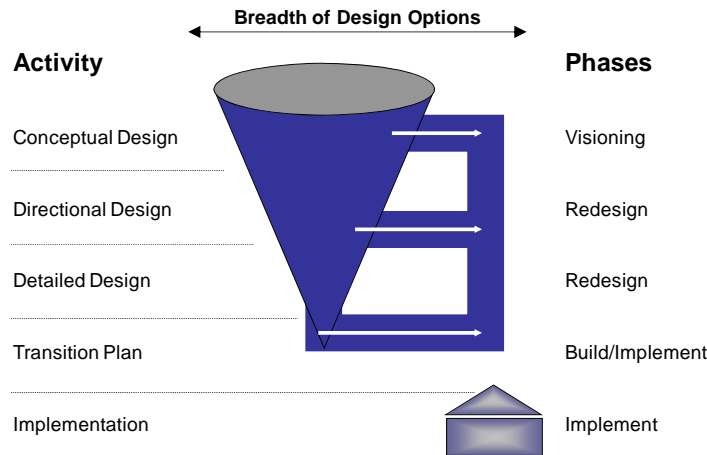 Breadth of Design Options
Activity
Phases
Conceptual Design
Visioning
Directional Design
Redesign
Detailed Design
Redesign
Transition Plan
Build/Implement
Implementation
Implement